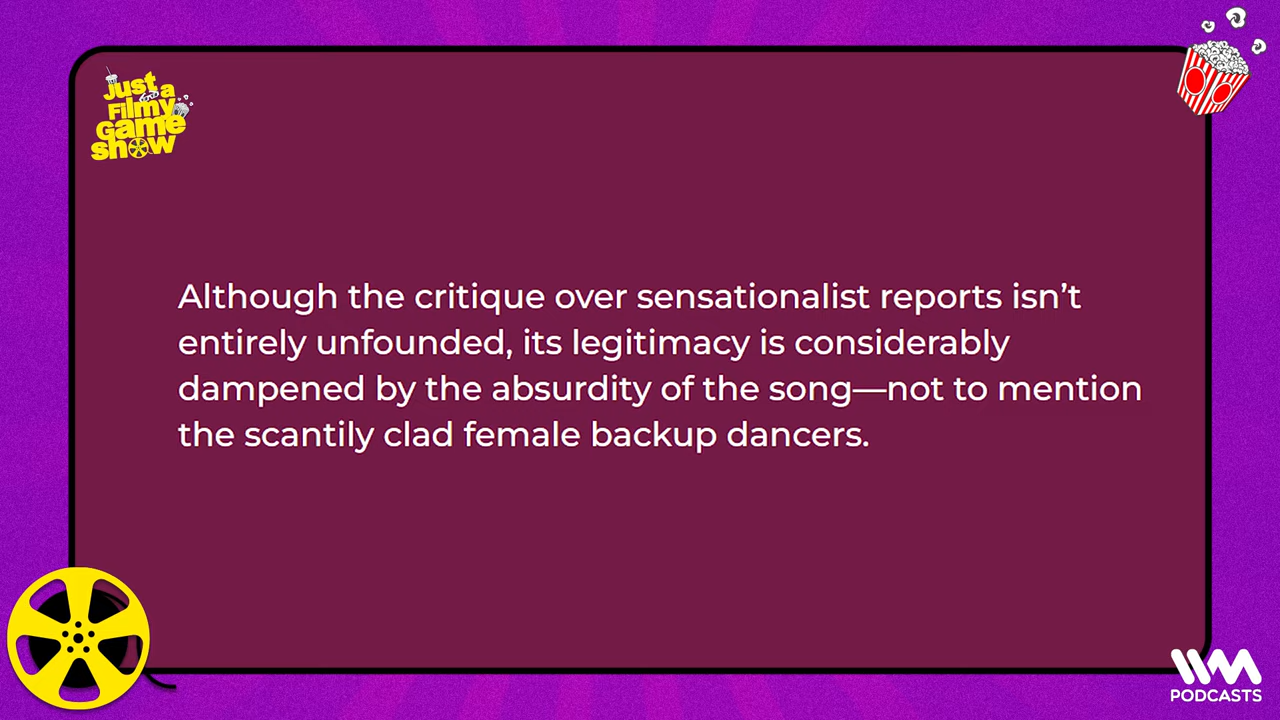 Just a
Filmy
Game
show
Although the critique over sensationalist reports isn’t
entirely unfounded, its legitimacy is considerably
dampened by the absurdity of the song—not to mention
the scantily clad female backup dancers.
IVM
PODCASTS